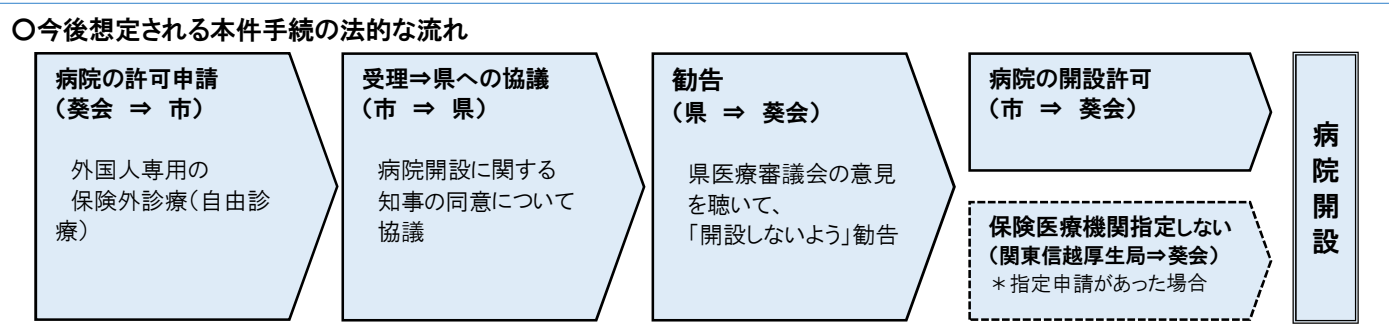 〇今後想定される本件手続の法的な流れ
病院の許可申請
（葵会 ⇒ 市）
外国人専用の
保険外診療（自由診
療）
受理⇒県への協議
（市 ⇒ 県）
病院開設に関する
知事の同意について
協議
勧告
（県 ⇒ 葵会）
県医療審議会の意見
を聴いて、
「開設しないよう」勧告
病院の開設許可
（市 ⇒ 葵会）
保険医療機関指定しない
（関東信越厚生局⇒葵会）
＊指定申請があった場合
病院開設